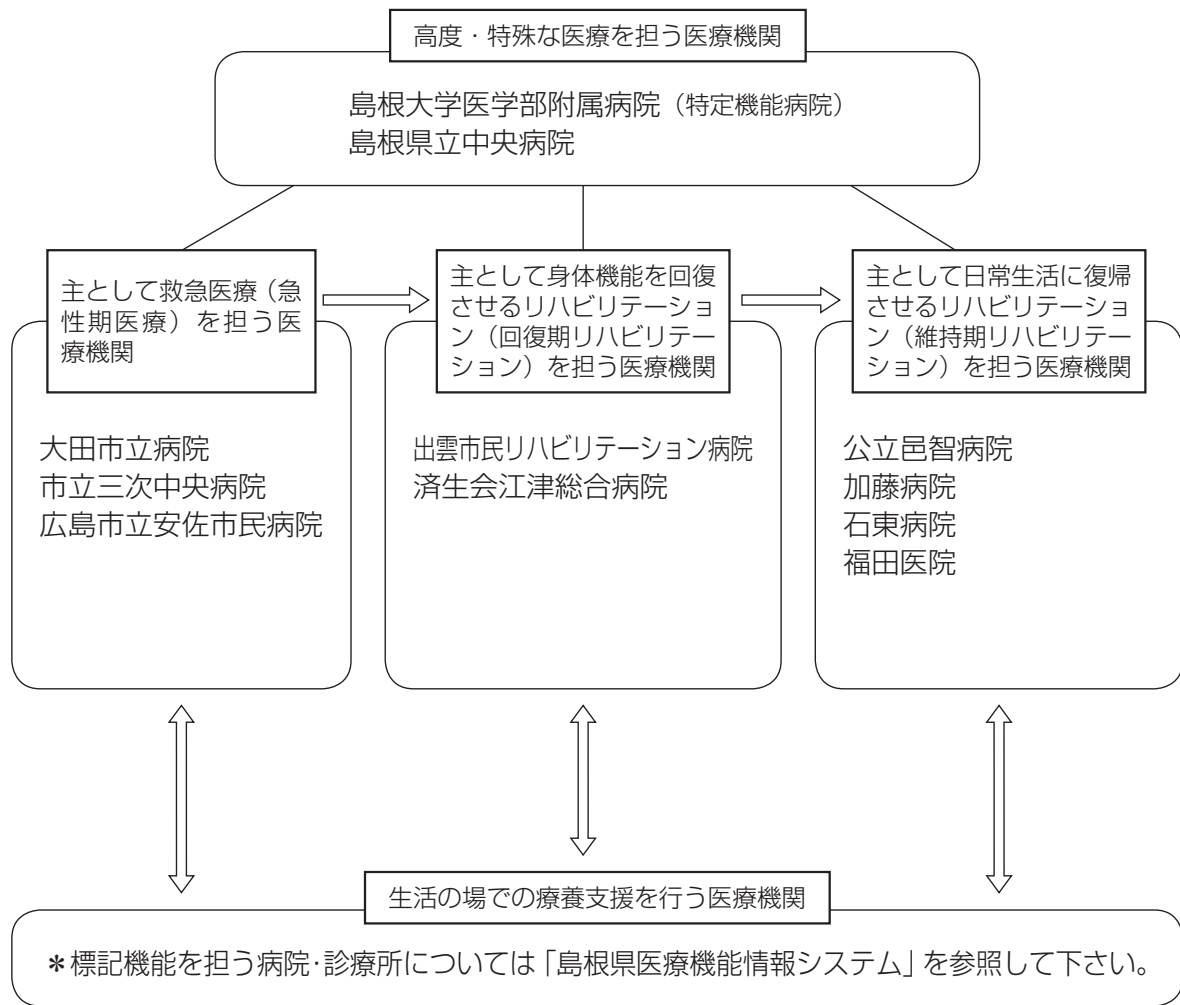 高度・特殊な医療を担う医療機関
島根大学医学部附属病院（特定機能病院）
島根県立中央病院
主として救急医療（急
性期医療）を担う医
療機関
大田市立病院
市立三次中央病院
広島市立安佐市民病院
主として身体機能を回復
させるリハビリテーショ
ン（回復期リハビリテー
ション）を担う医療機関
出雲市民リハビリテーション病院
済生会江津総合病院
主として日常生活に復帰
させるリハビリテーショ
ン（維持期リハビリテー
ション）を担う医療機関
公立邑智病院
加藤病院
石東病院
福田医院
生活の場での療養支援を行う医療機関
＊標記機能を担う病院・診療所については「島根県医療機能情報システム」を参照して下さい。